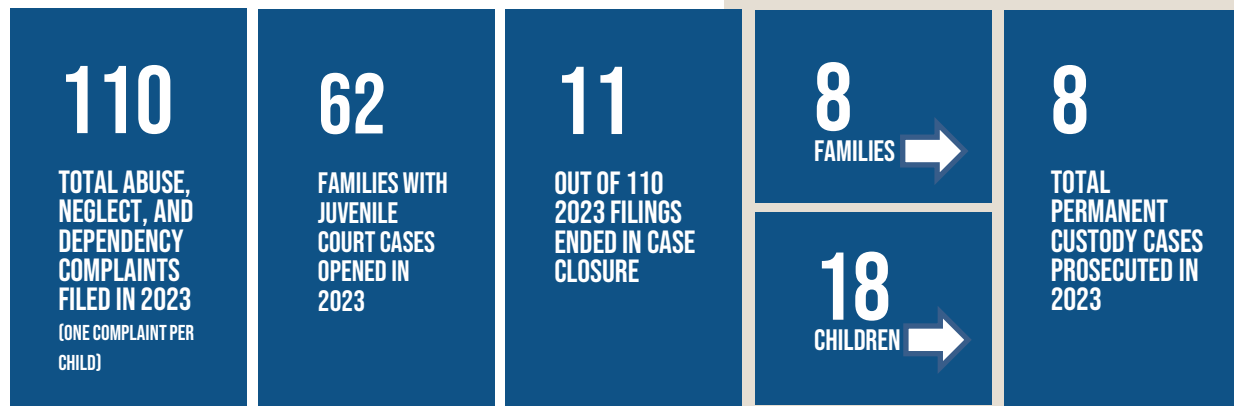 110
TOTAL ABUSE,
NEGLECT, AND
DEPENDENCY
COMPLAINTS
FILED IN 2023
(ONE COMPLAINT PER
CHILD)
62
FAMILIES WITH
JUVENILE
COURT CASES
OPENED IN
2023
11
OUT OF 110
2023 FILINGS
ENDED IN CASE
CLOSURE
8
FAMILIES
18
CHILDREN
8
TOTAL
PERMANENT
CUSTODY CASES
PROSECUTED IN
2023